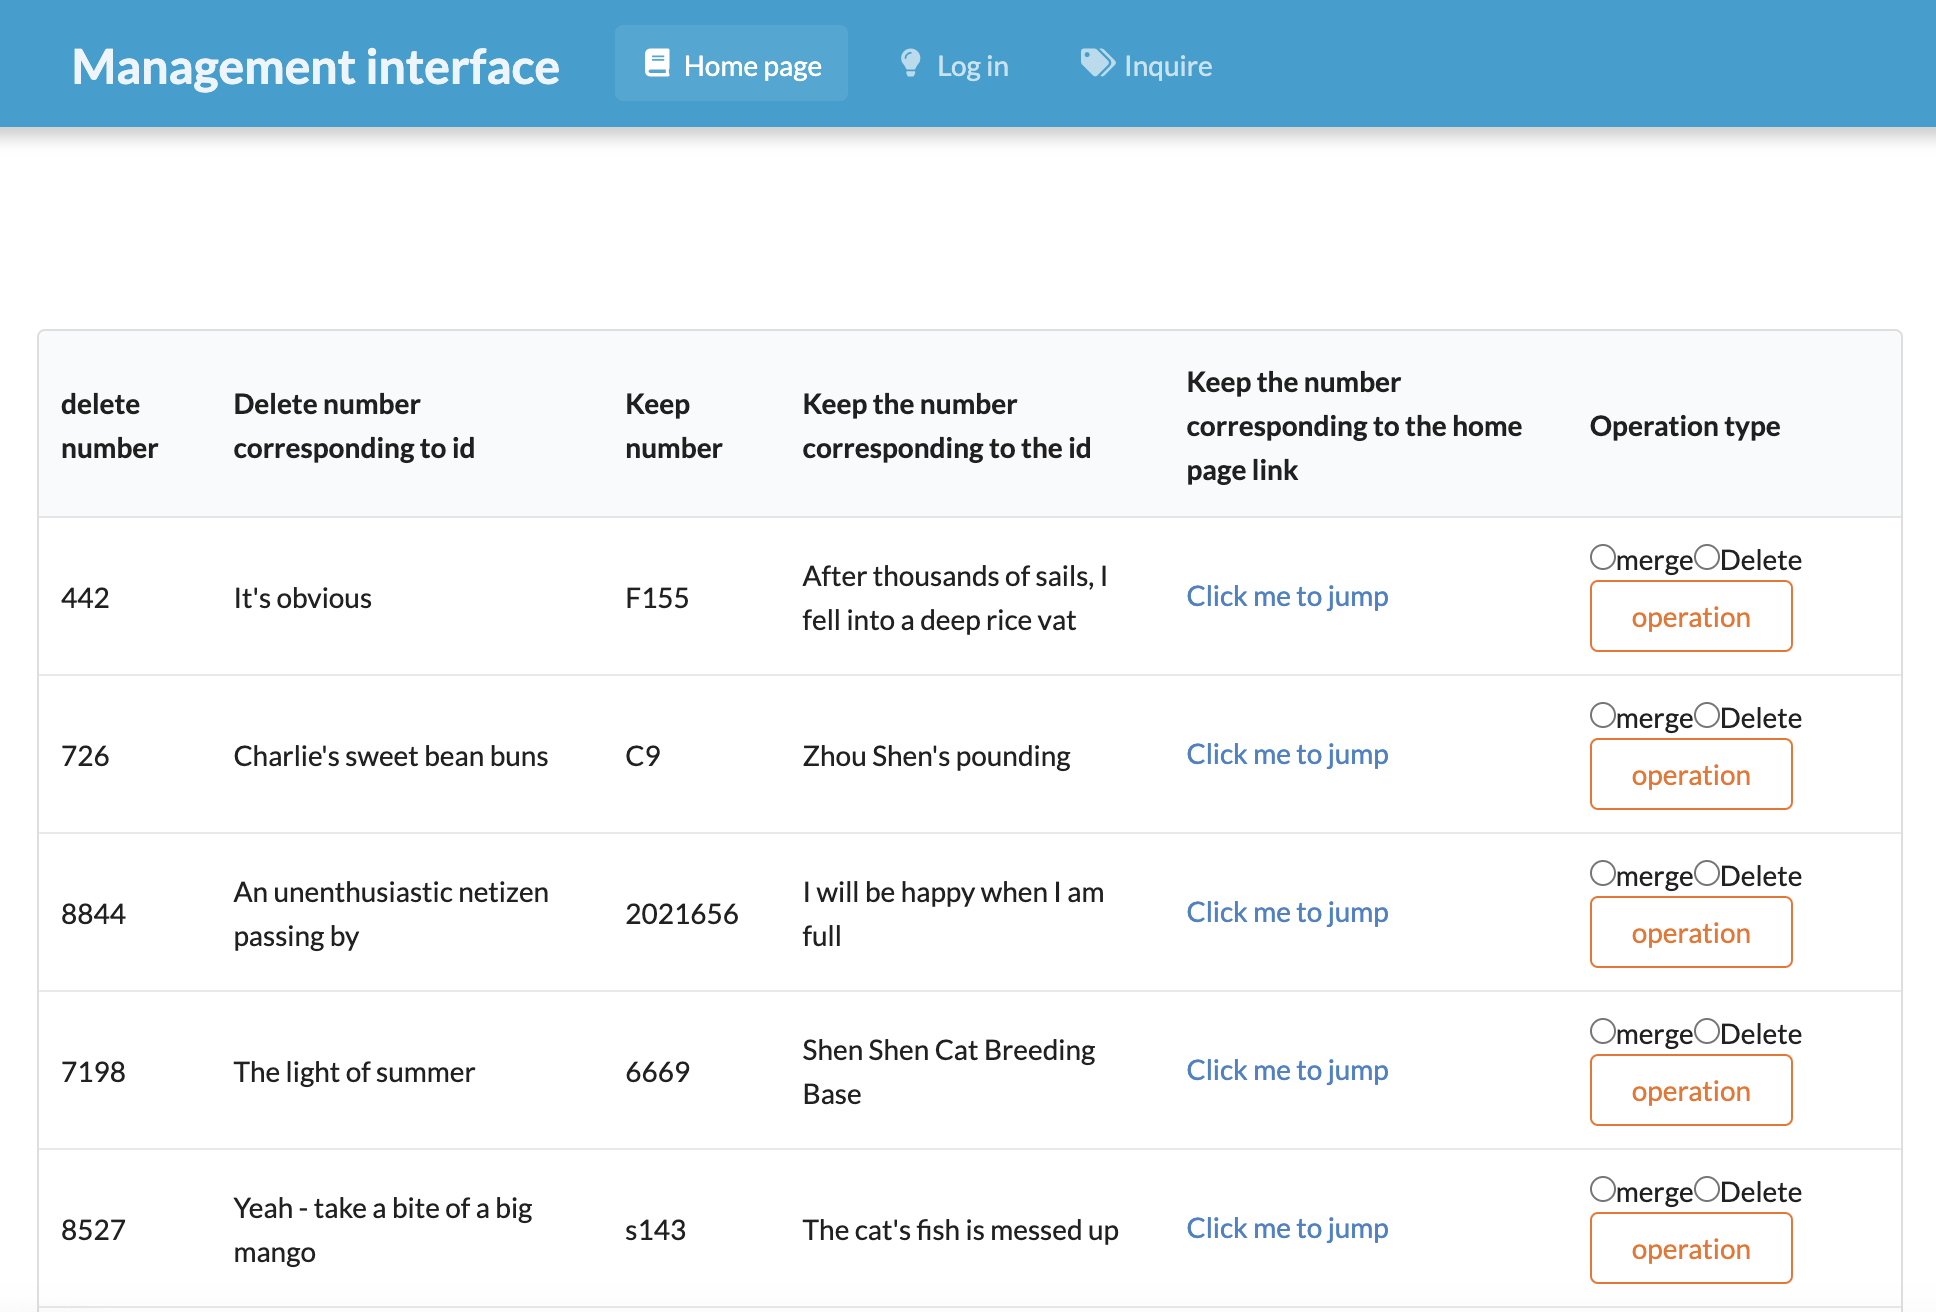 Management interface Home page Log in Inquire
delete number Delete number corresponding to id Keep number Keep the number corresponding to the id Keep the number corresponding to the home page link Operation type
442 It's obvious F155 After thousands of sails, I fell into a deep rice vat Click me to jump merge Delete operation
726 Charlie's sweet bean buns C9 Zhou Shen's pounding Click me to jump merge Delete operation
8844 An unenthusiastic netizen passing by 2021656 I will be happy when I am full Click me to jump merge Delete operation
7198 The light of summer 6669 Shen Shen Cat Breeding Base Click me to jump merge Delete operation
8527 Yeah - take a bite of a big mango s143 The cat's fish is messed up Click me to jump merge Delete operation